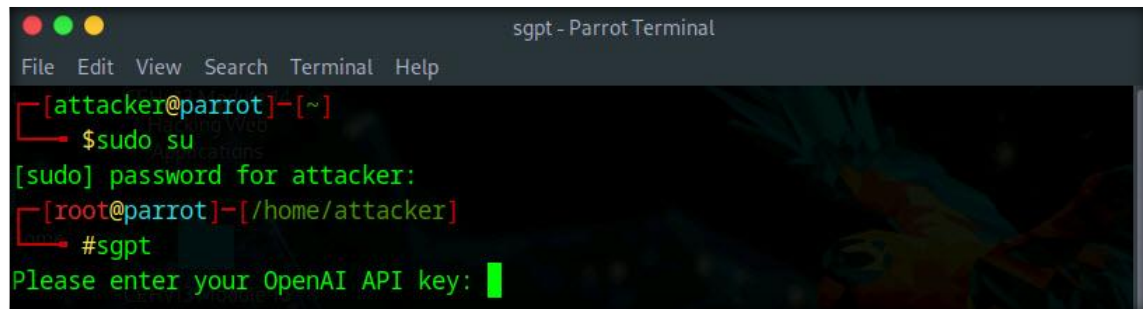 sgpt - Parrot Terminal
File Edit View Search Terminal Help
┌─[attacker@parrot]─[~]
└──╼ $sudo su
[sudo] password for attacker:
┌─[root@parrot]─[/home/attacker]
└──╼ #sgpt
Please enter your OpenAI API key: